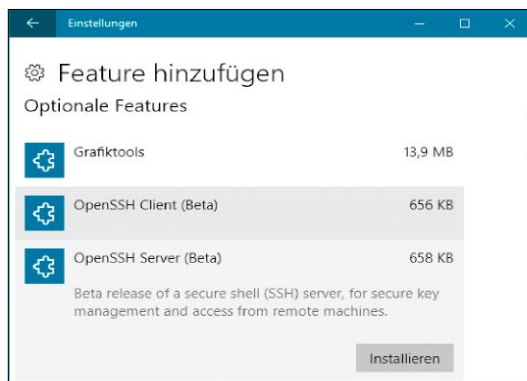 Einstellungen
Feature hinzufügen
Optionale Features
Grafiktools 13,9 MB
OpenSSH Client (Beta) 656 KB
OpenSSH Server (Beta) 658 KB
Beta release of a secure shell (SSH) server, for secure key
management and access from remote machines.
Installieren